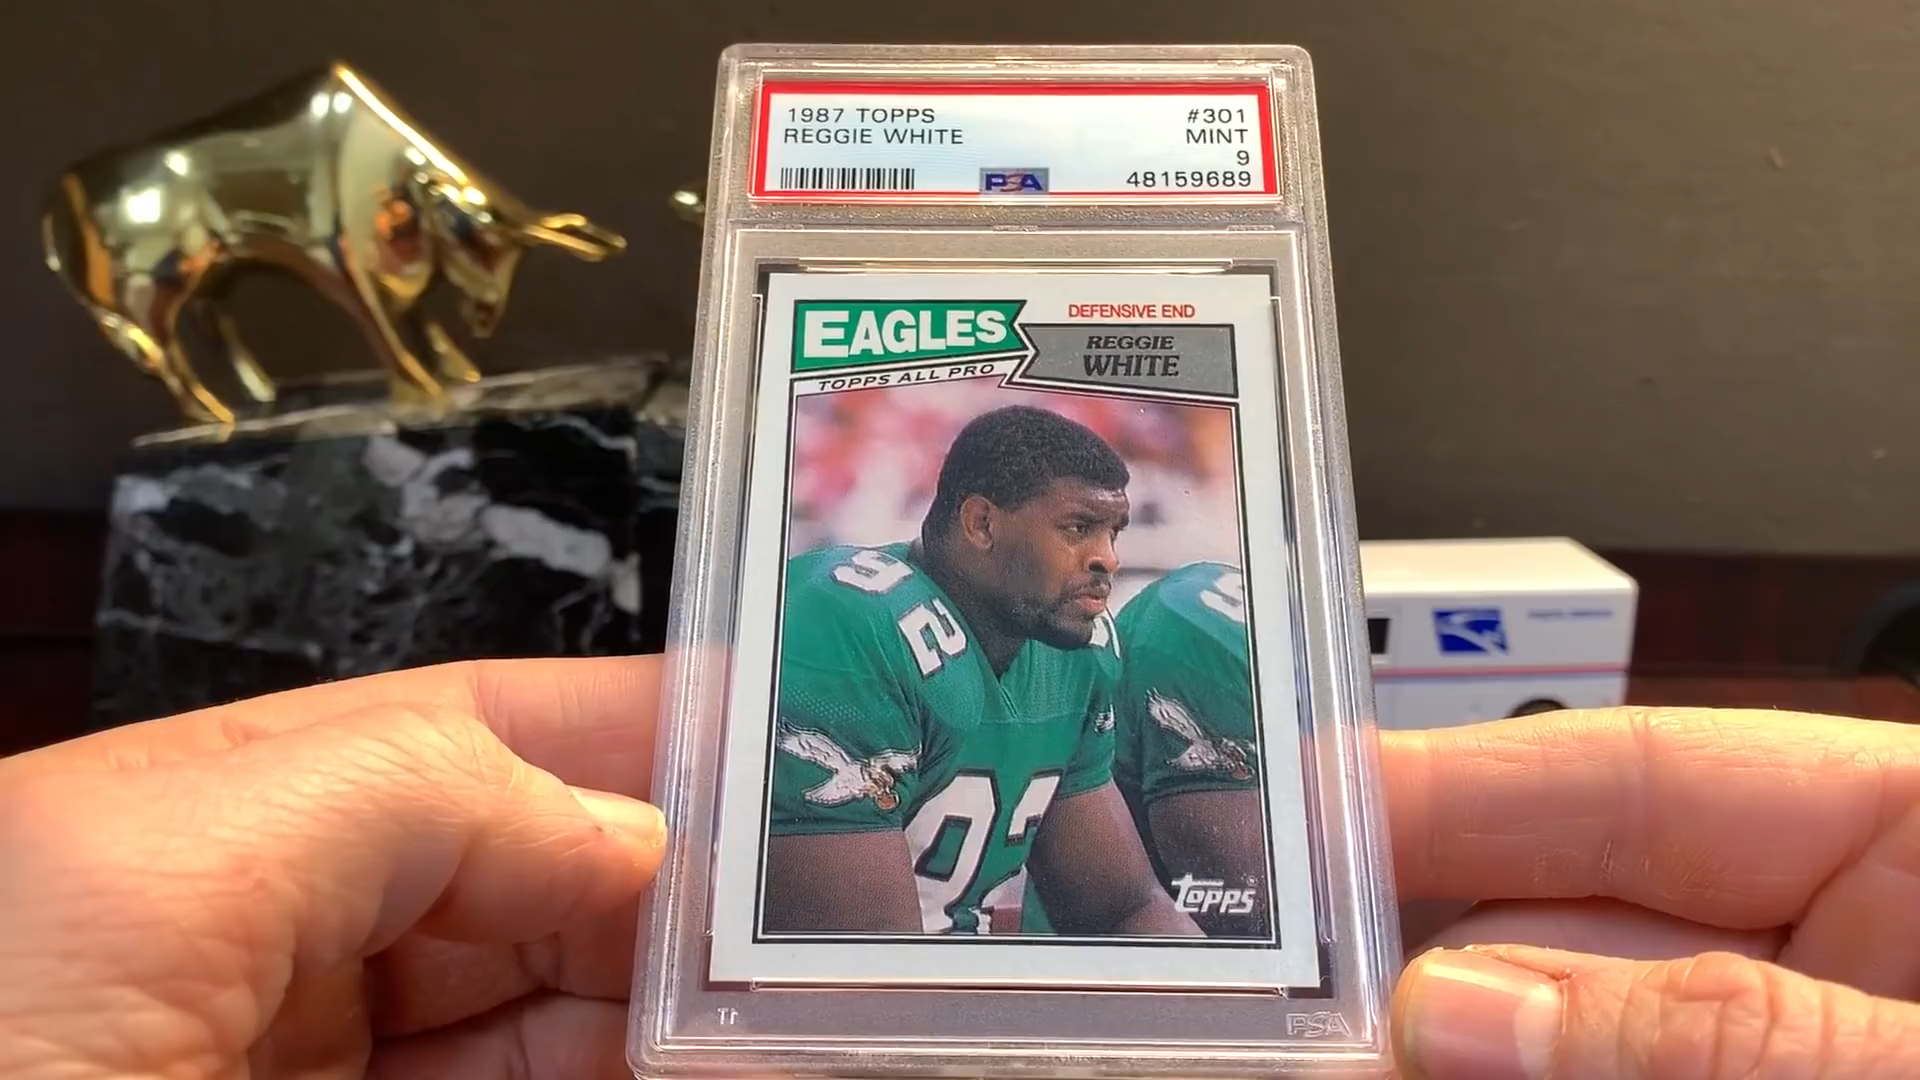 1987 TOPPS #301
REGGIE WHITE MINT
9
PSA 48159689
EAGLES
DEFENSIVE END
REGGIE
WHITE
TOPPS ALL PRO
92
92
topps
PSA